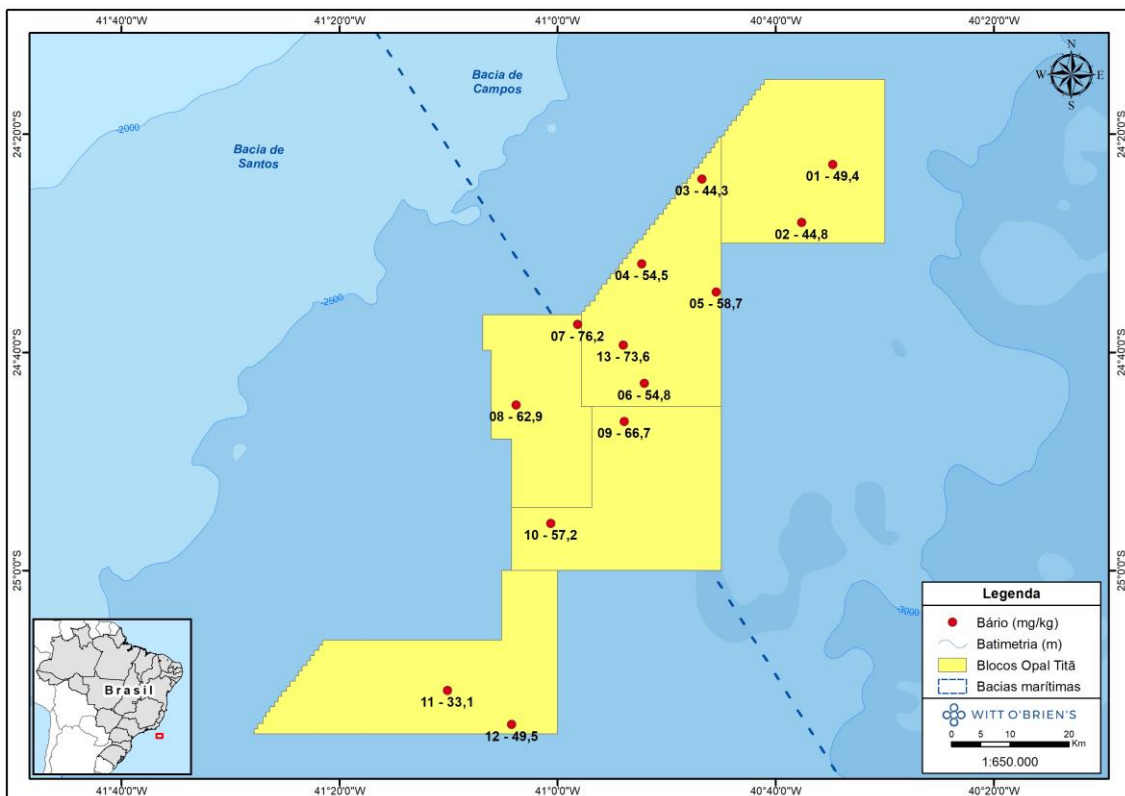 41°40'0"W 41°20'0"W 41°0'0"W 40°40'0"W 40°20'0"W
N
W E
S
Bacia de
Campos
Bacia de
Santos
-2000
24°20'0"S 24°20'0"S
01 - 49,4
03 - 44,3
02 - 44,8
04 - 54,5
05 - 58,7
07 - 76,2
24°40'0"S 24°40'0"S
13 - 73,6
06 - 54,8
08 - 62,9
09 - 66,7
10 - 57,2
25°0'0"S 25°0'0"S
-3000
11 - 33,1
12 - 49,5
Brasil
Legenda
Bário (mg/kg)
Batimetria (m)
Blocos Opal Titã
Bacias marítimas
WITT O'BRIEN'S
0 5 10 20
Km
1:650.000
41°40'0"W 41°20'0"W 41°0'0"W 40°40'0"W 40°20'0"W